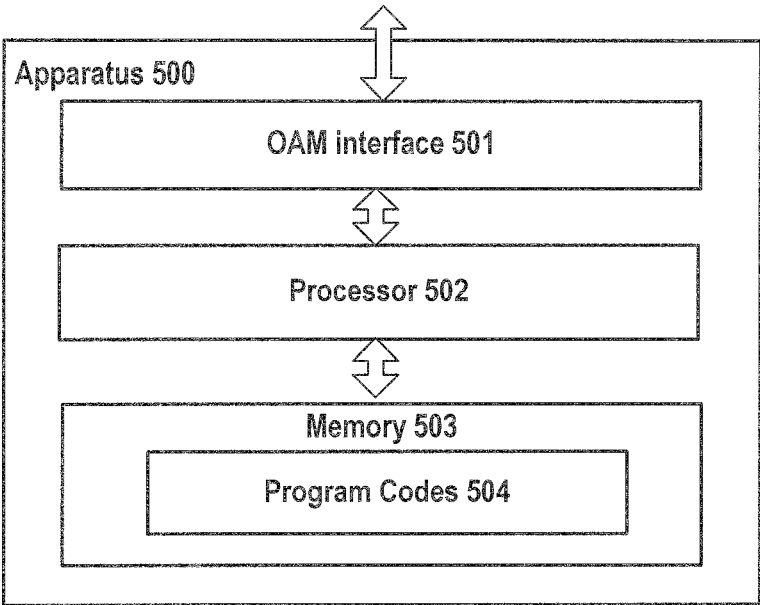 Apparatus 500
OAM interface 501
Processor 502
Memory 503
Program Codes 504